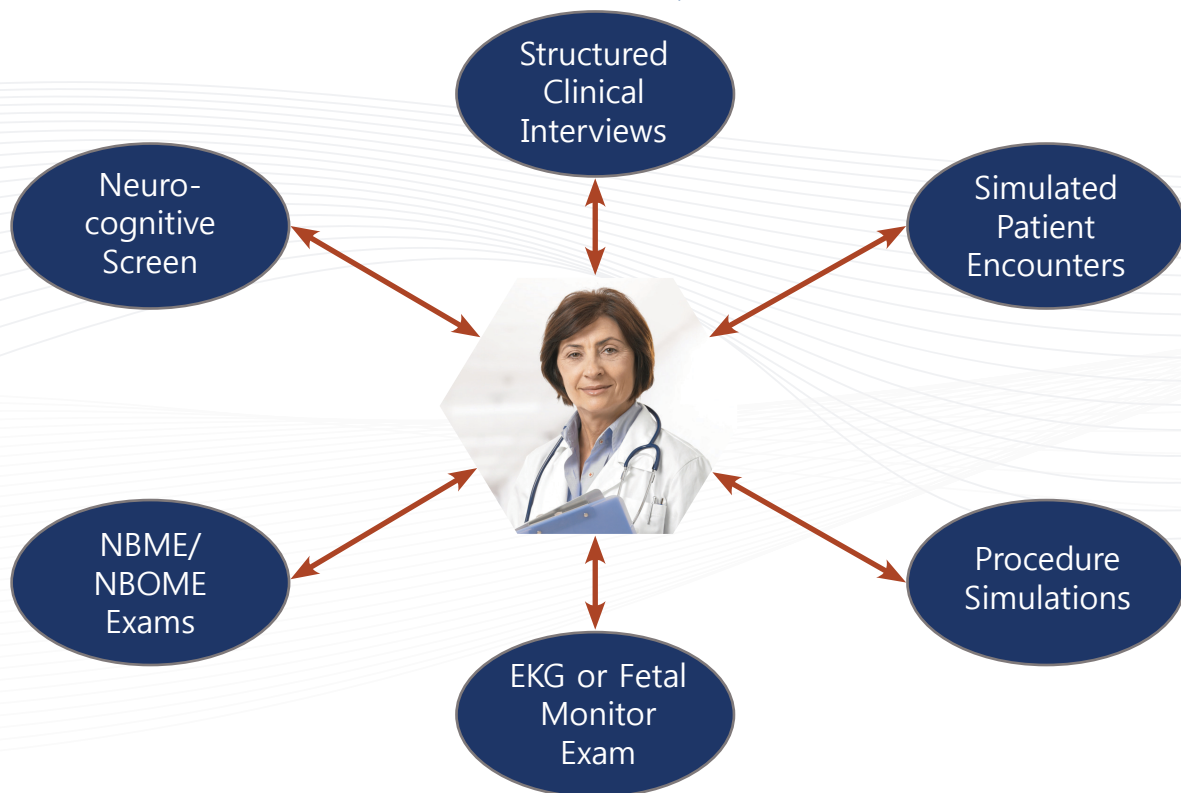 Structured
Clinical
Interviews
Neuro-
cognitive
Screen
Simulated
Patient
Encounters
NBME/
NBOME
Exams
Procedure
Simulations
EKG or Fetal
Monitor
Exam